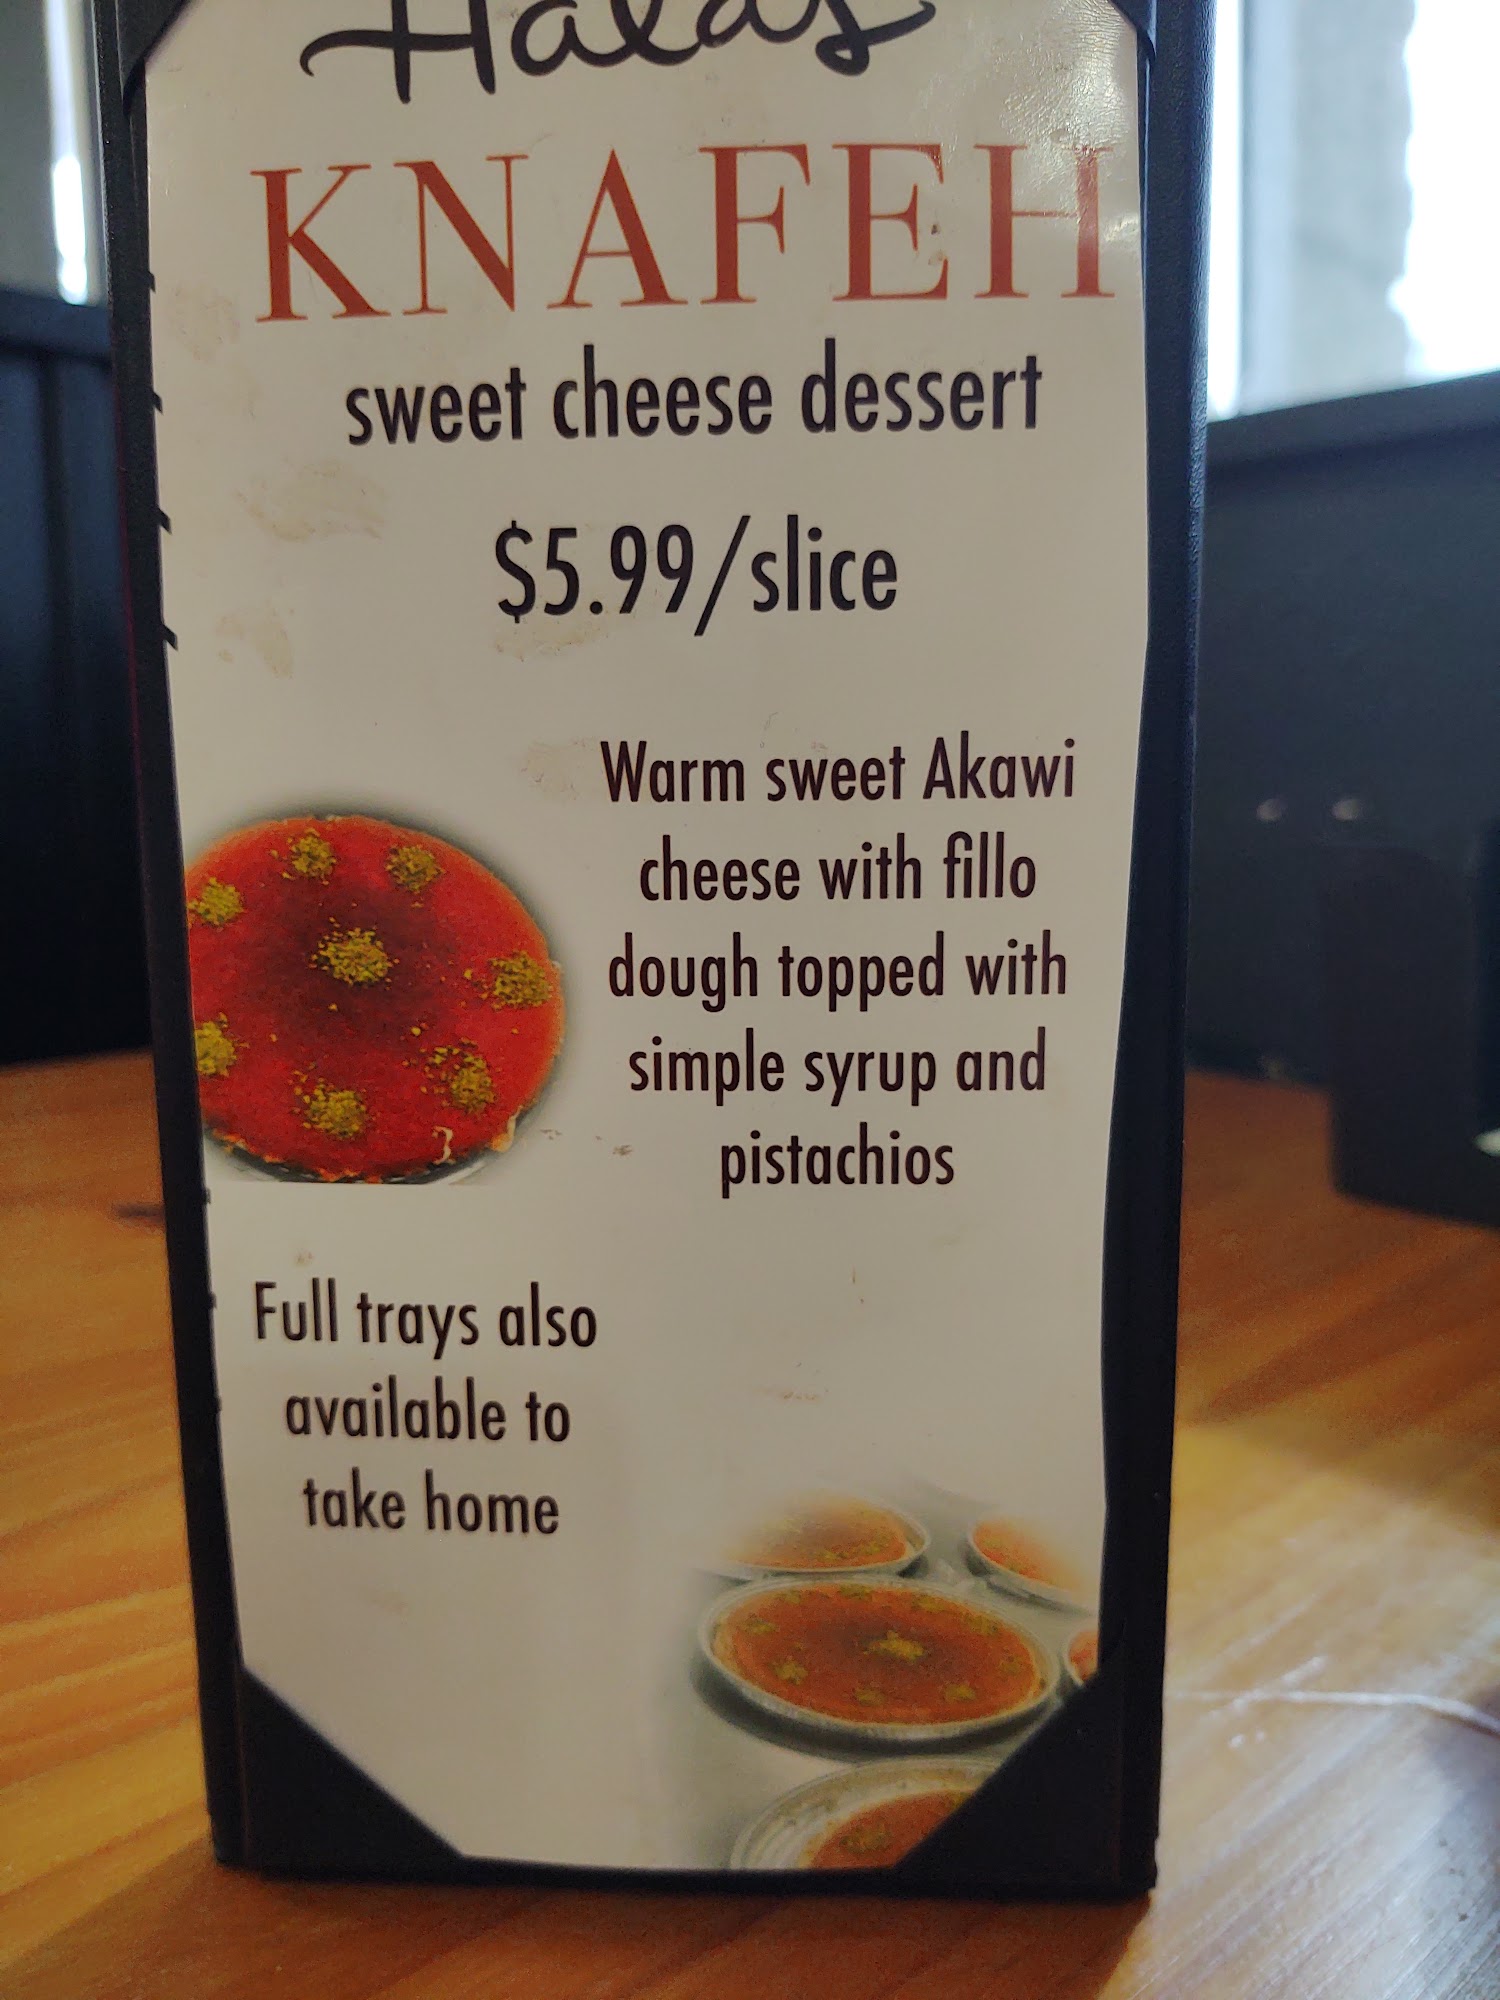 Hala's
KNAFEH
sweet cheese dessert
$5.99/slice
Warm sweet Akawi
cheese with fillo
dough topped with
simple syrup and
pistachios
Full trays also
available to
take home